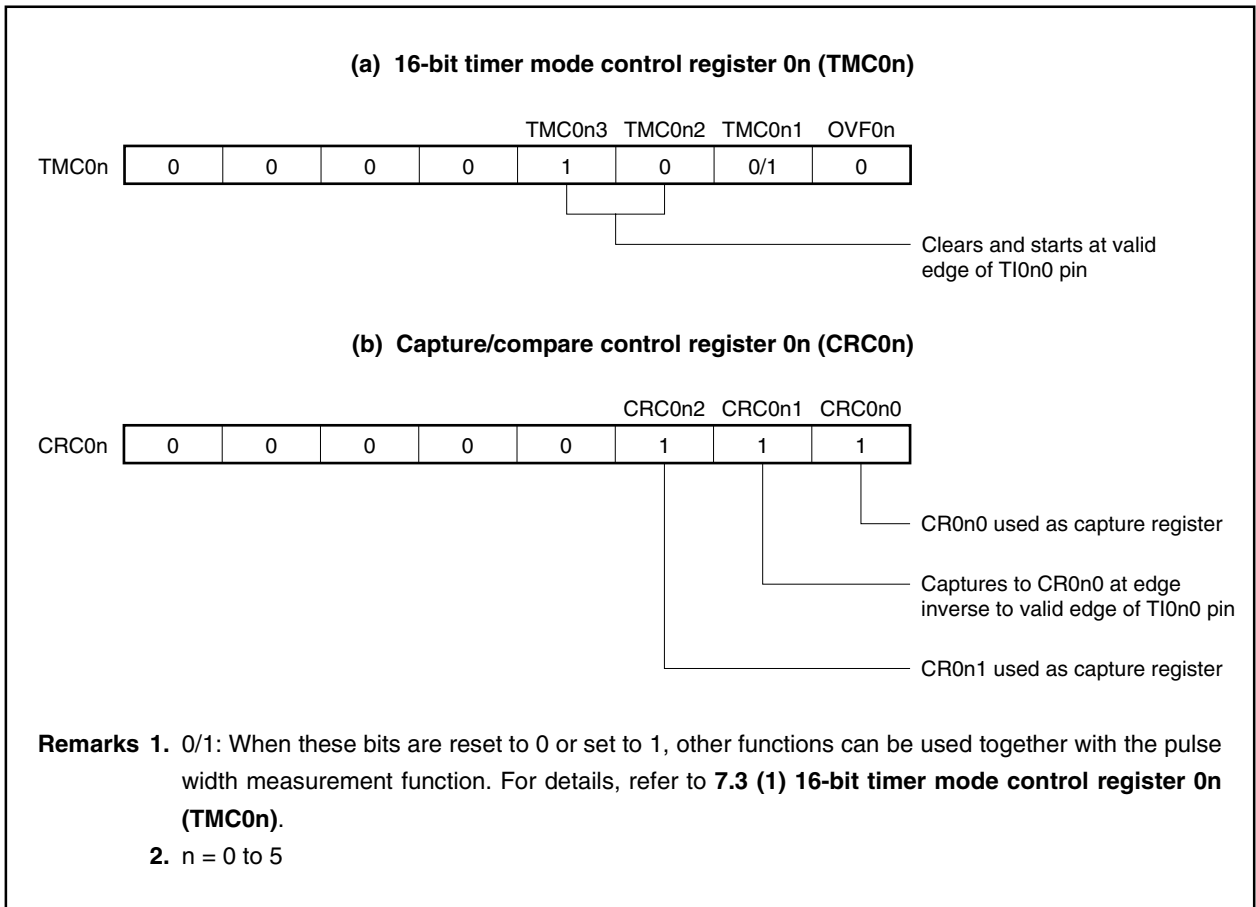 (a) 16-bit timer mode control register 0n (TMC0n)
TMC0n3 TMC0n2 TMC0n1 OVF0n
TMC0n 0 0 0 0 1 0 0/1 0
Clears and starts at valid
edge of TI0n0 pin
(b) Capture/compare control register 0n (CRC0n)
CRC0n2 CRC0n1 CRC0n0
CRC0n 0 0 0 0 0 1 1 1
CR0n0 used as capture register
Captures to CR0n0 at edge
inverse to valid edge of TI0n0 pin
CR0n1 used as capture register
Remarks 1. 0/1: When these bits are reset to 0 or set to 1, other functions can be used together with the pulse
width measurement function. For details, refer to 7.3 (1) 16-bit timer mode control register 0n
(TMC0n).
2. n = 0 to 5